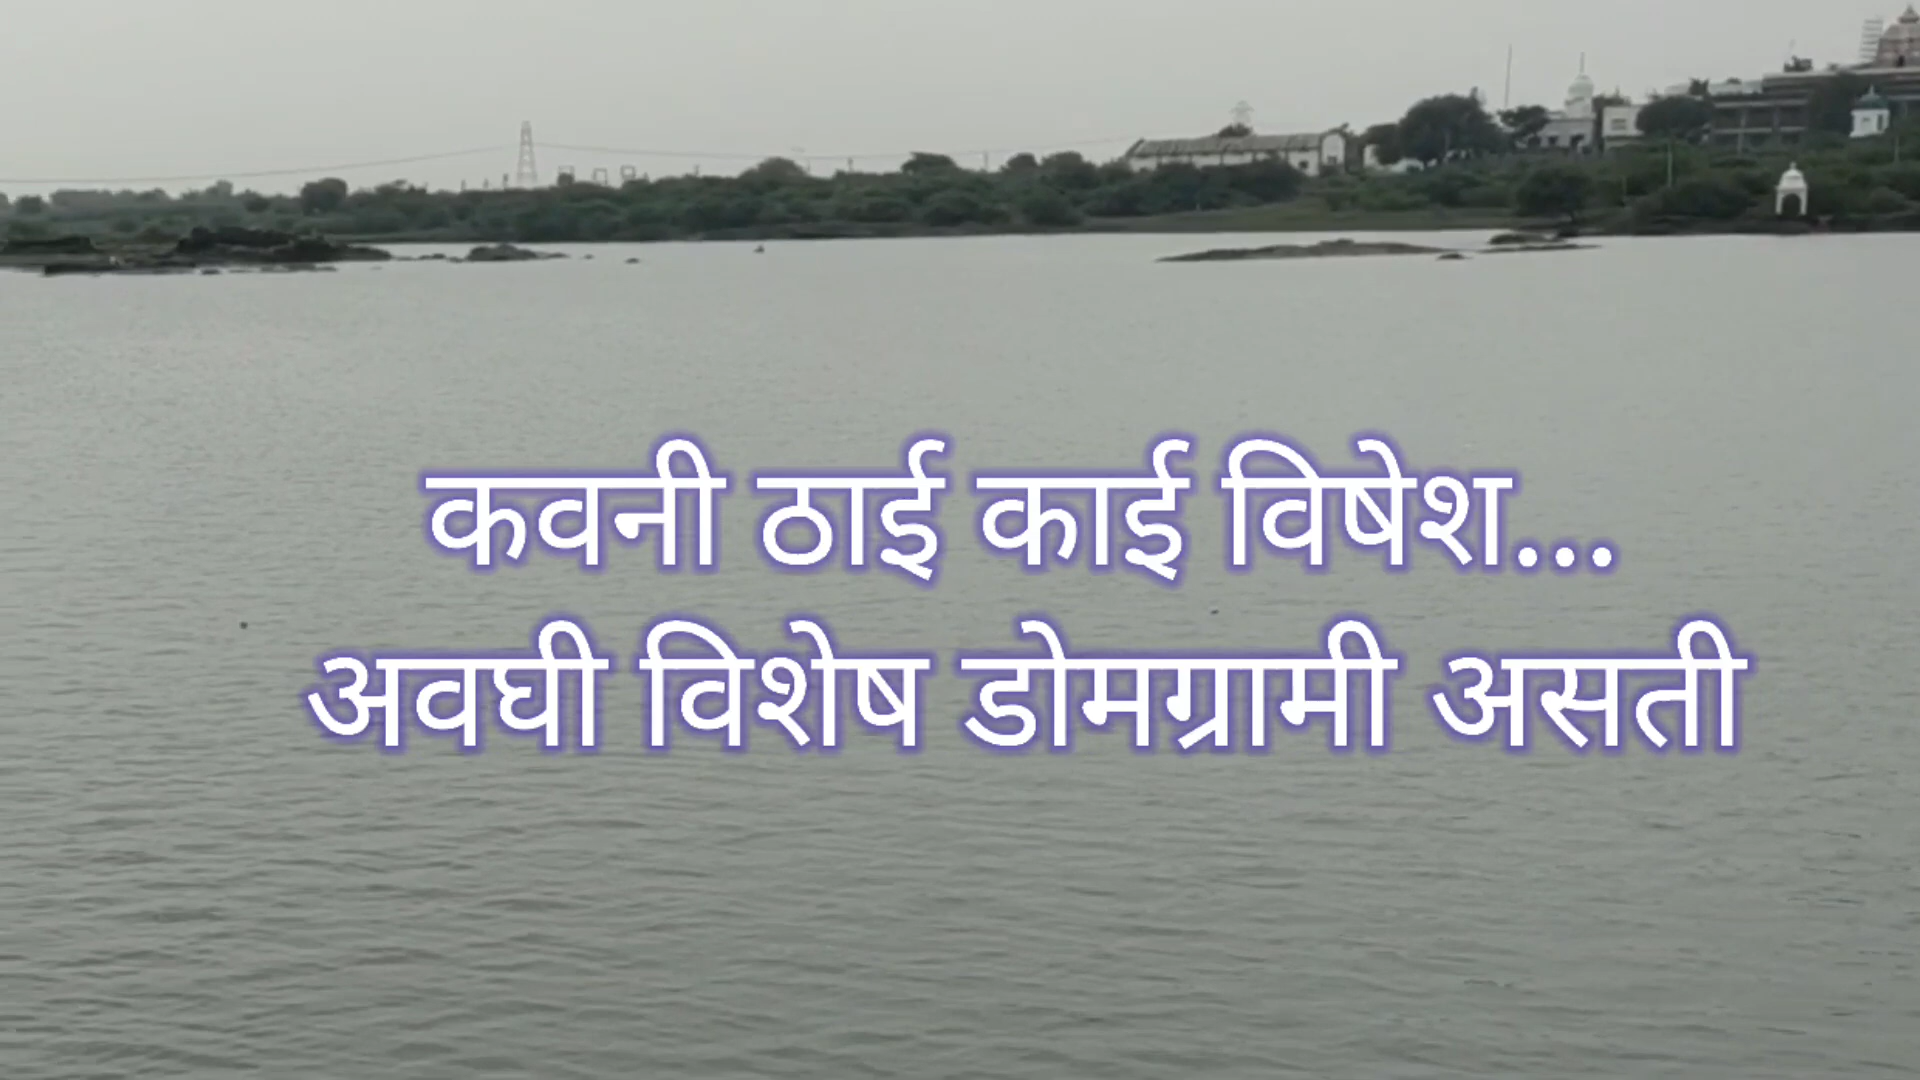 कवनी ठाई काई विषेश...
अवघी विशेष डोमग्रामी असती